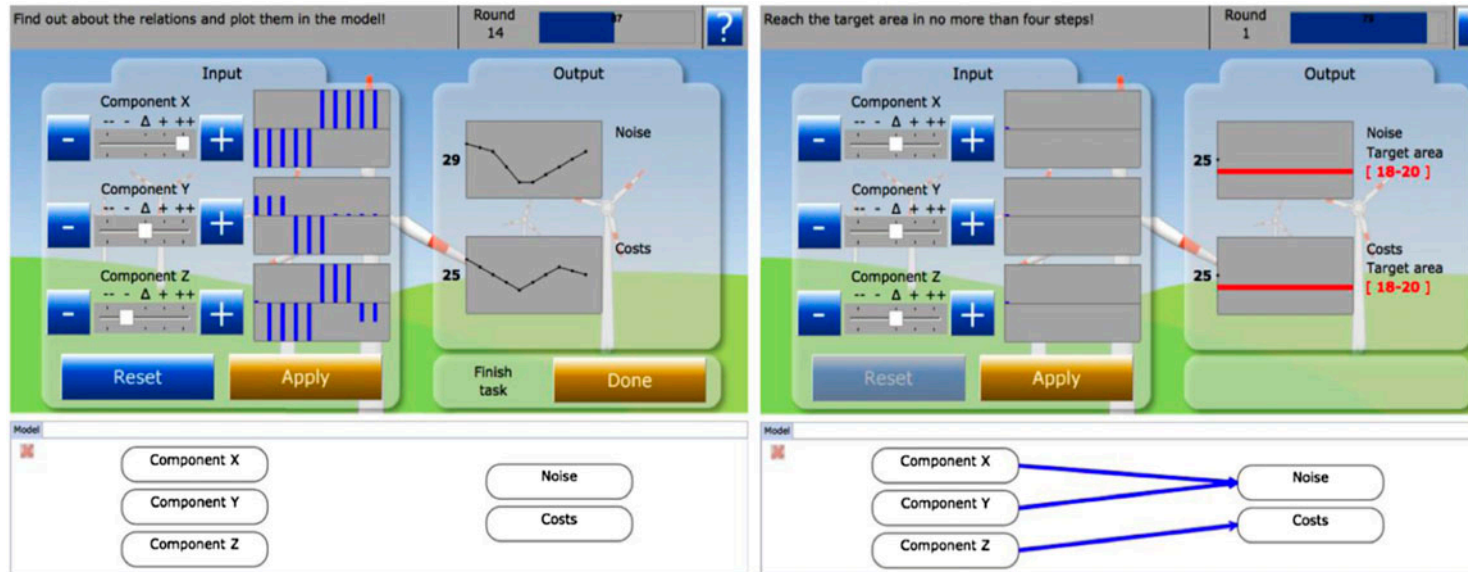 Find out about the relations and plot them in the model!
Round
14
87
?
Input
Output
Component X
-- - Δ + ++
-
+
Noise
29
Component Y
-- - Δ + ++
-
+
Costs
25
Component Z
-- - Δ + ++
-
+
Reset
Apply
Finish
task
Done
Model
Component X
Component Y
Component Z
Noise
Costs
Reach the target area in no more than four steps!
Round
1
Input
Output
Component X
-- - Δ + ++
-
+
Noise
Target area
[ 18-20 ]
25
Component Y
-- - Δ + ++
-
+
Costs
Target area
[ 18-20 ]
25
Component Z
-- - Δ + ++
-
+
Reset
Apply
Model
Component X
Component Y
Component Z
Noise
Costs